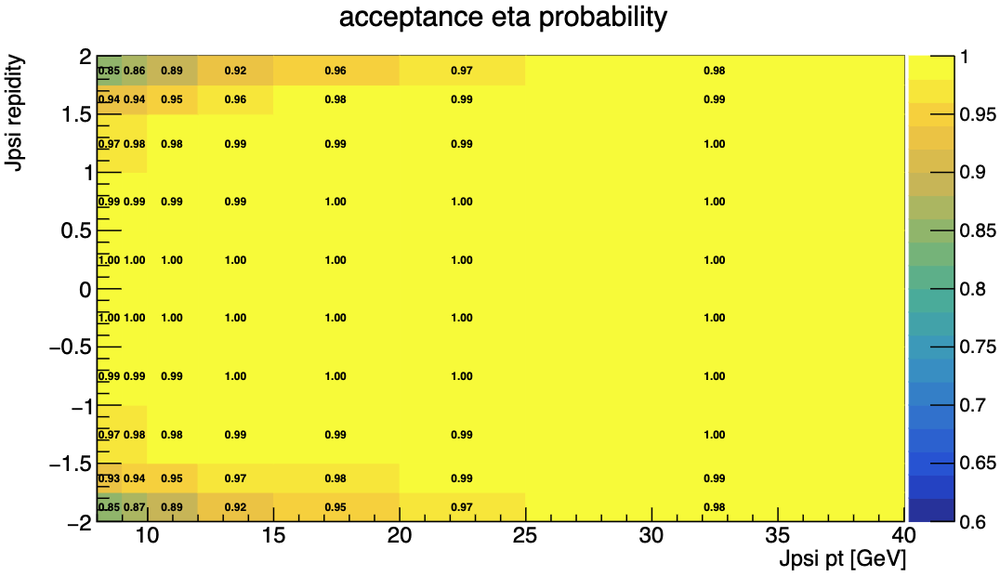 acceptance eta probability
Jpsi repidity
2
0.85 0.86 0.89 0.92 0.96 0.97 0.98
0.94 0.94 0.95 0.96 0.98 0.99 0.99
1.5
0.97 0.98 0.98 0.99 0.99 0.99 1.00
1
0.99 0.99 0.99 0.99 1.00 1.00 1.00
0.5
1.00 1.00 1.00 1.00 1.00 1.00 1.00
0
1.00 1.00 1.00 1.00 1.00 1.00 1.00
−0.5
0.99 0.99 0.99 1.00 1.00 1.00 1.00
−1
0.97 0.98 0.98 0.99 0.99 0.99 1.00
−1.5
0.93 0.94 0.95 0.97 0.98 0.99 0.99
0.85 0.87 0.89 0.92 0.95 0.97 0.98
−2
10 15 20 25 30 35 40
Jpsi pt [GeV]
1
0.95
0.9
0.85
0.8
0.75
0.7
0.65
0.6